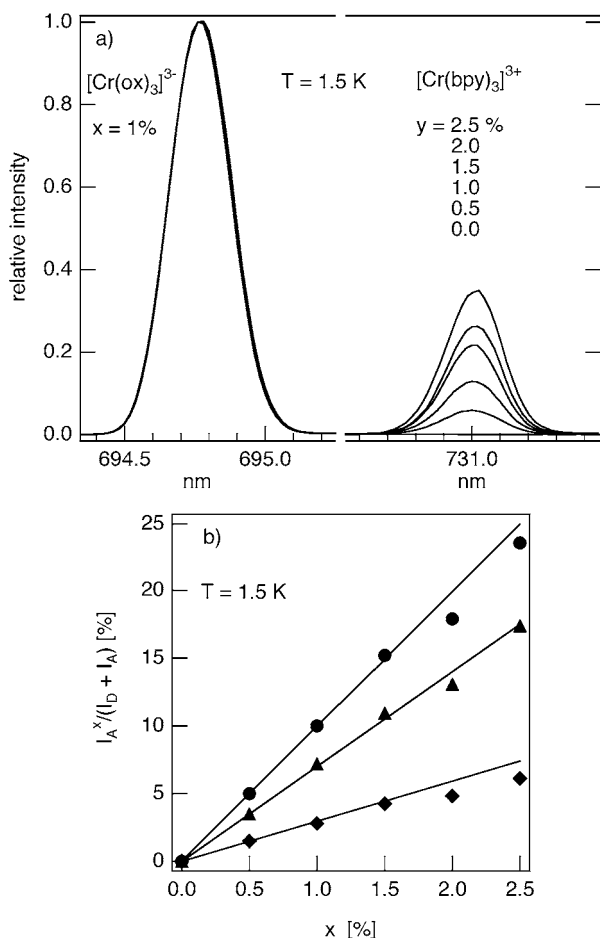 a)
[Cr(ox)₃]³⁻
x = 1%
T = 1.5 K
[Cr(bpy)₃]³⁺
y = 2.5 %
2.0
1.5
1.0
0.5
0.0
relative intensity
1.0
0.8
0.6
0.4
0.2
0.0
694.5
695.0
nm
731.0
nm
b)
T = 1.5 K
I_A^x/(I_D + I_A) [%]
25
20
15
10
5
0
0.0
0.5
1.0
1.5
2.0
2.5
x [%]